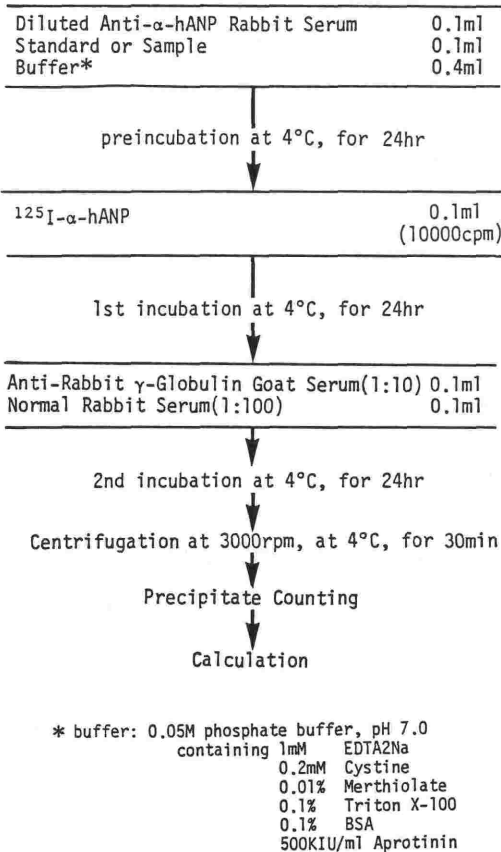 Diluted Anti-α-hANP Rabbit Serum 0.1ml
Standard or Sample 0.1ml
Buffer* 0.4ml
preincubation at 4°C, for 24hr
¹²⁵I-α-hANP 0.1ml
(10000cpm)
1st incubation at 4°C, for 24hr
Anti-Rabbit γ-Globulin Goat Serum(1:10) 0.1ml
Normal Rabbit Serum(1:100) 0.1ml
2nd incubation at 4°C, for 24hr
Centrifugation at 3000rpm, at 4°C, for 30min
Precipitate Counting
Calculation
* buffer: 0.05M phosphate buffer, pH 7.0
containing 1mM EDTA2Na
0.2mM Cystine
0.01% Merthiolate
0.1% Triton X-100
0.1% BSA
500KIU/ml Aprotinin